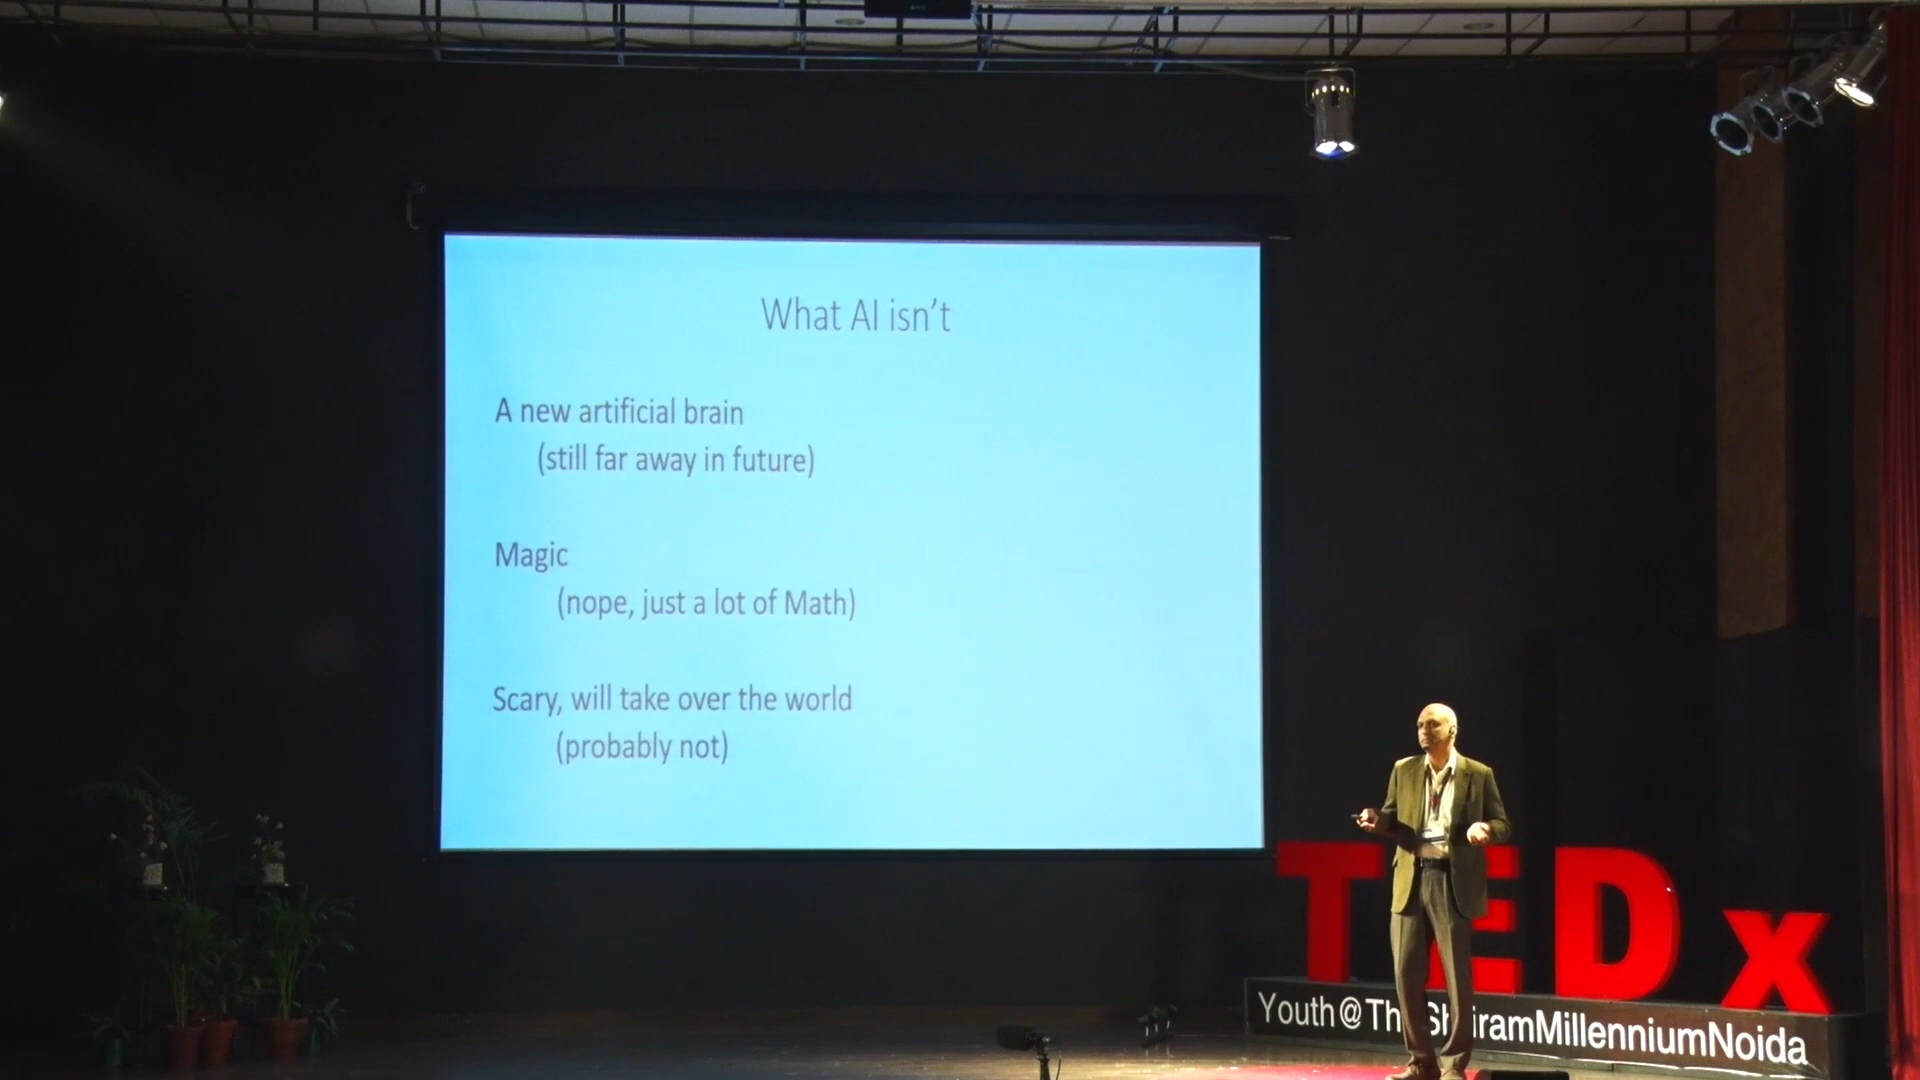 What AI isn't
A new artificial brain
(still far away in future)
Magic
(nope, just a lot of Math)
Scary, will take over the world
(probably not)
TEDx
Youth@Th ShriramMillenniumNoida